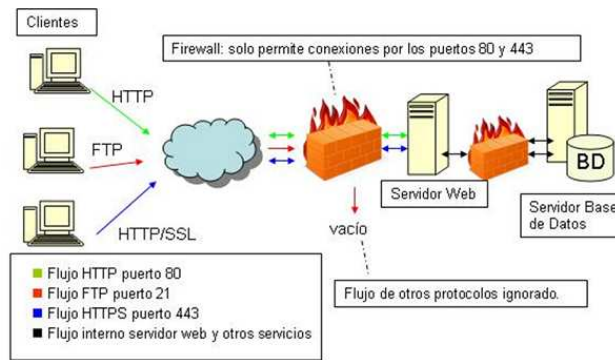 Clientes
Firewall: solo permite conexiones por los puertos 80 y 443
HTTP
FTP
HTTP/SSL
BD
Servidor Web
Servidor Base
de Datos
vacío
Flujo de otros protocolos ignorado.
Flujo HTTP puerto 80
Flujo FTP puerto 21
Flujo HTTPS puerto 443
Flujo interno servidor web y otros servicios